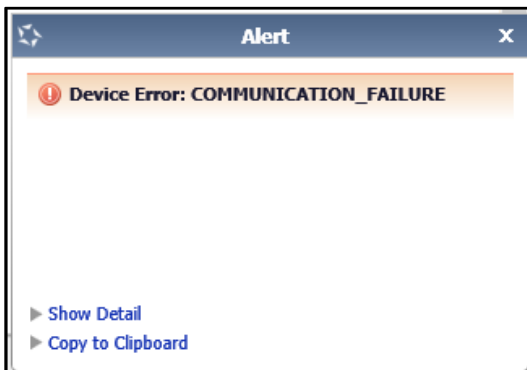 Alert
x
Device Error: COMMUNICATION_FAILURE
Show Detail
Copy to Clipboard